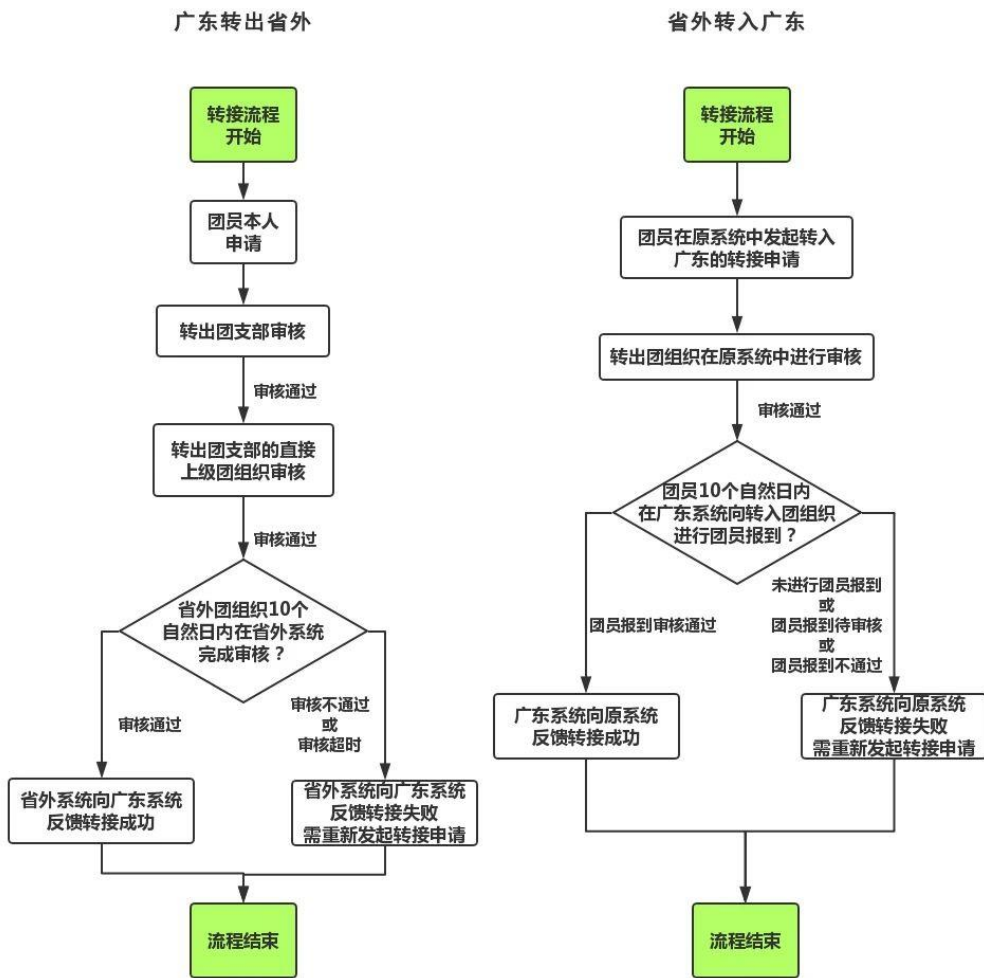 广东转出省外
转接流程
开始
团员本人
申请
转出团支部审核
审核通过
转出团支部的直接
上级团组织审核
审核通过
省外团组织10个
自然日内在省外系统
完成审核？
审核通过
审核不通过
或
审核超时
省外系统向广东系统
反馈转接成功
省外系统向广东系统
反馈转接失败
需重新发起转接申请
流程结束
省外转入广东
转接流程
开始
团员在原系统中发起转入
广东的转接申请
转出团组织在原系统中进行审核
审核通过
团员10个自然日内
在广东系统向转入团组织
进行团员报到？
团员报到审核通过
未进行团员报到
或
团员报到待审核
或
团员报到不通过
广东系统向原系统
反馈转接成功
广东系统向原系统
反馈转接失败
需重新发起转接申请
流程结束